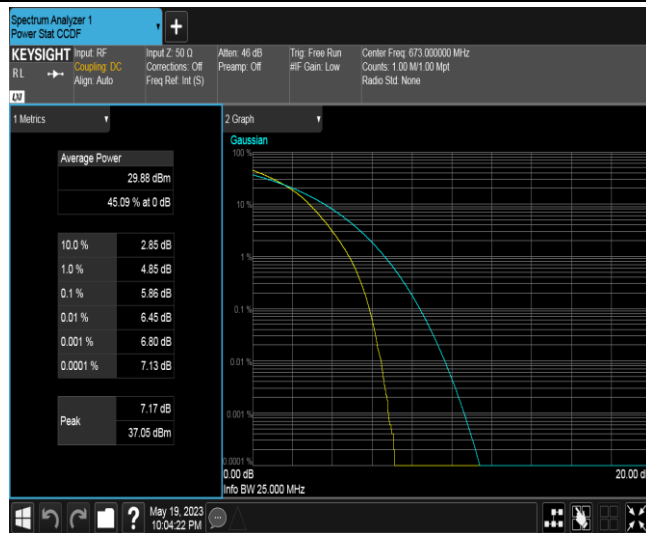 Spectrum Analyzer 1
Power Stat CCDF
+
KEYSIGHT
RL
LXI
Input: RF
Coupling: DC
Align: Auto
Input Z: 50 Ω
Corrections: Off
Freq Ref: Int (S)
Atten: 46 dB
Preamp: Off
Trig: Free Run
#IF Gain: Low
Center Freq: 673.000000 MHz
Counts: 1.00 M/1.00 Mpt
Radio Std: None
1 Metrics
Average Power
29.88 dBm
45.09 % at 0 dB
10.0 % 2.85 dB
1.0 % 4.85 dB
0.1 % 5.86 dB
0.01 % 6.45 dB
0.001 % 6.80 dB
0.0001 % 7.13 dB
Peak
7.17 dB
37.05 dBm
2 Graph
Gaussian
100 %
10 %
1 %
0.1 %
0.01 %
0.001 %
0.0001 %
0.00 dB
20.00 d
Info BW 25.000 MHz
?
May 19, 2023
10:04:22 PM